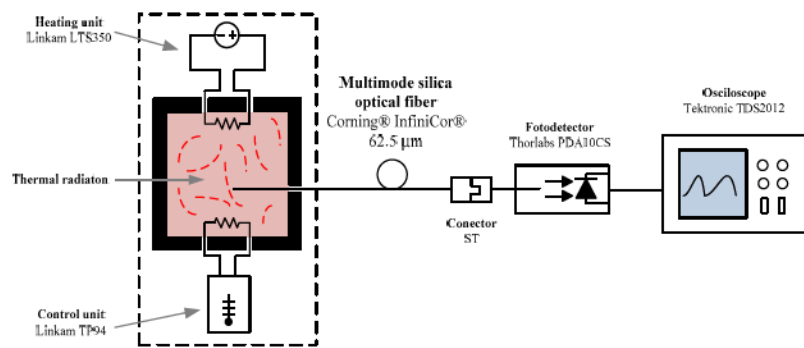 Heating unit
Linkam LTS350
Thermal radiaton
Control unit
Linkam TP94
Multimode silica
optical fiber
Corning® InfiniCor®
62.5 µm
Conector
ST
Fotodetector
Thorlabs PDA10CS
Osciloscope
Tektronic TDS2012